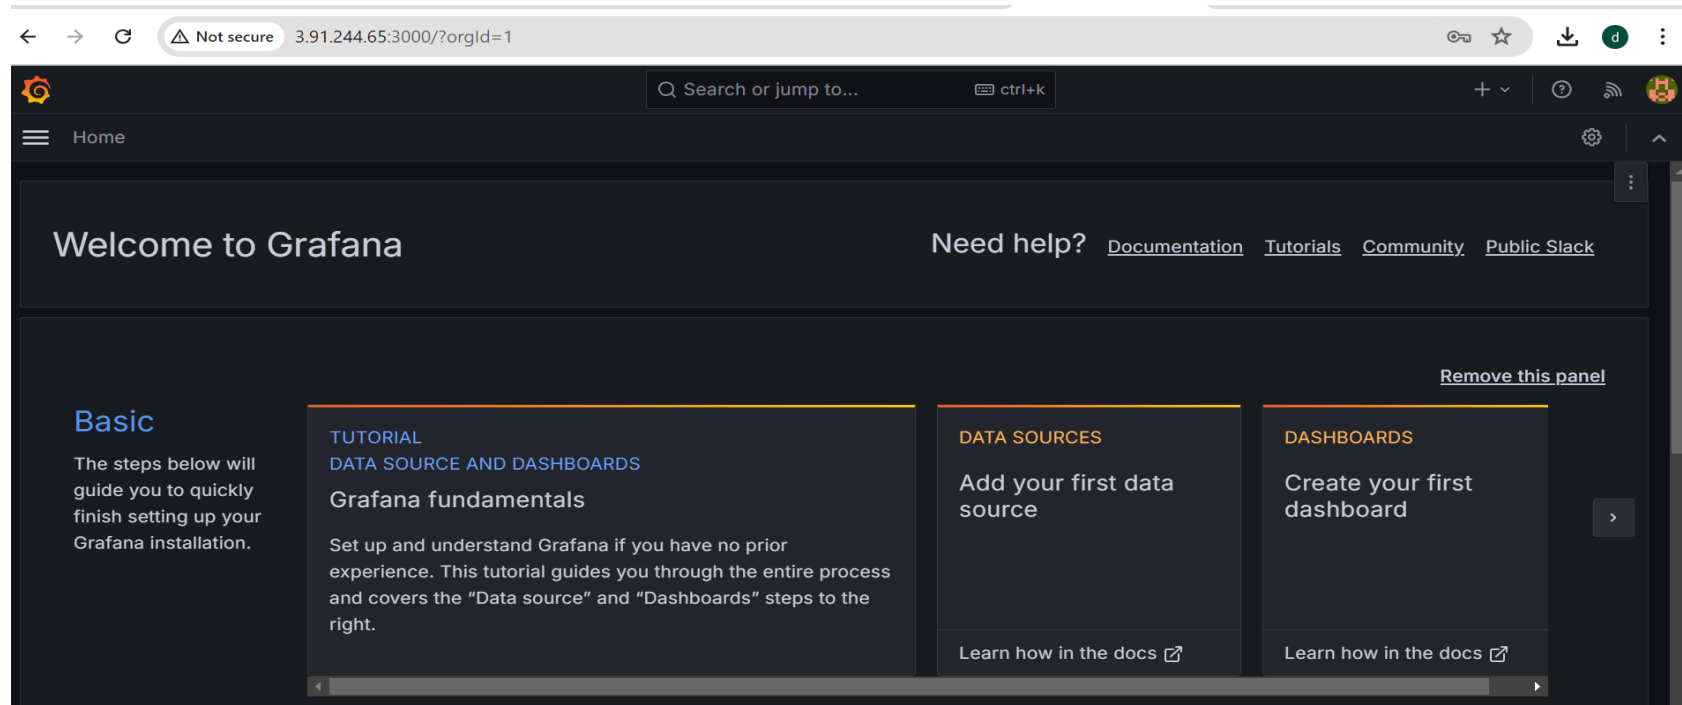 Not secure 3.91.244.65:3000/?orgId=1
d
Search or jump to... ctrl+k
Home
Welcome to Grafana
Need help? Documentation Tutorials Community Public Slack
Remove this panel
Basic
The steps below will
guide you to quickly
finish setting up your
Grafana installation.
TUTORIAL
DATA SOURCE AND DASHBOARDS
Grafana fundamentals
Set up and understand Grafana if you have no prior
experience. This tutorial guides you through the entire process
and covers the “Data source” and “Dashboards” steps to the
right.
DATA SOURCES
Add your first data
source
Learn how in the docs
DASHBOARDS
Create your first
dashboard
Learn how in the docs